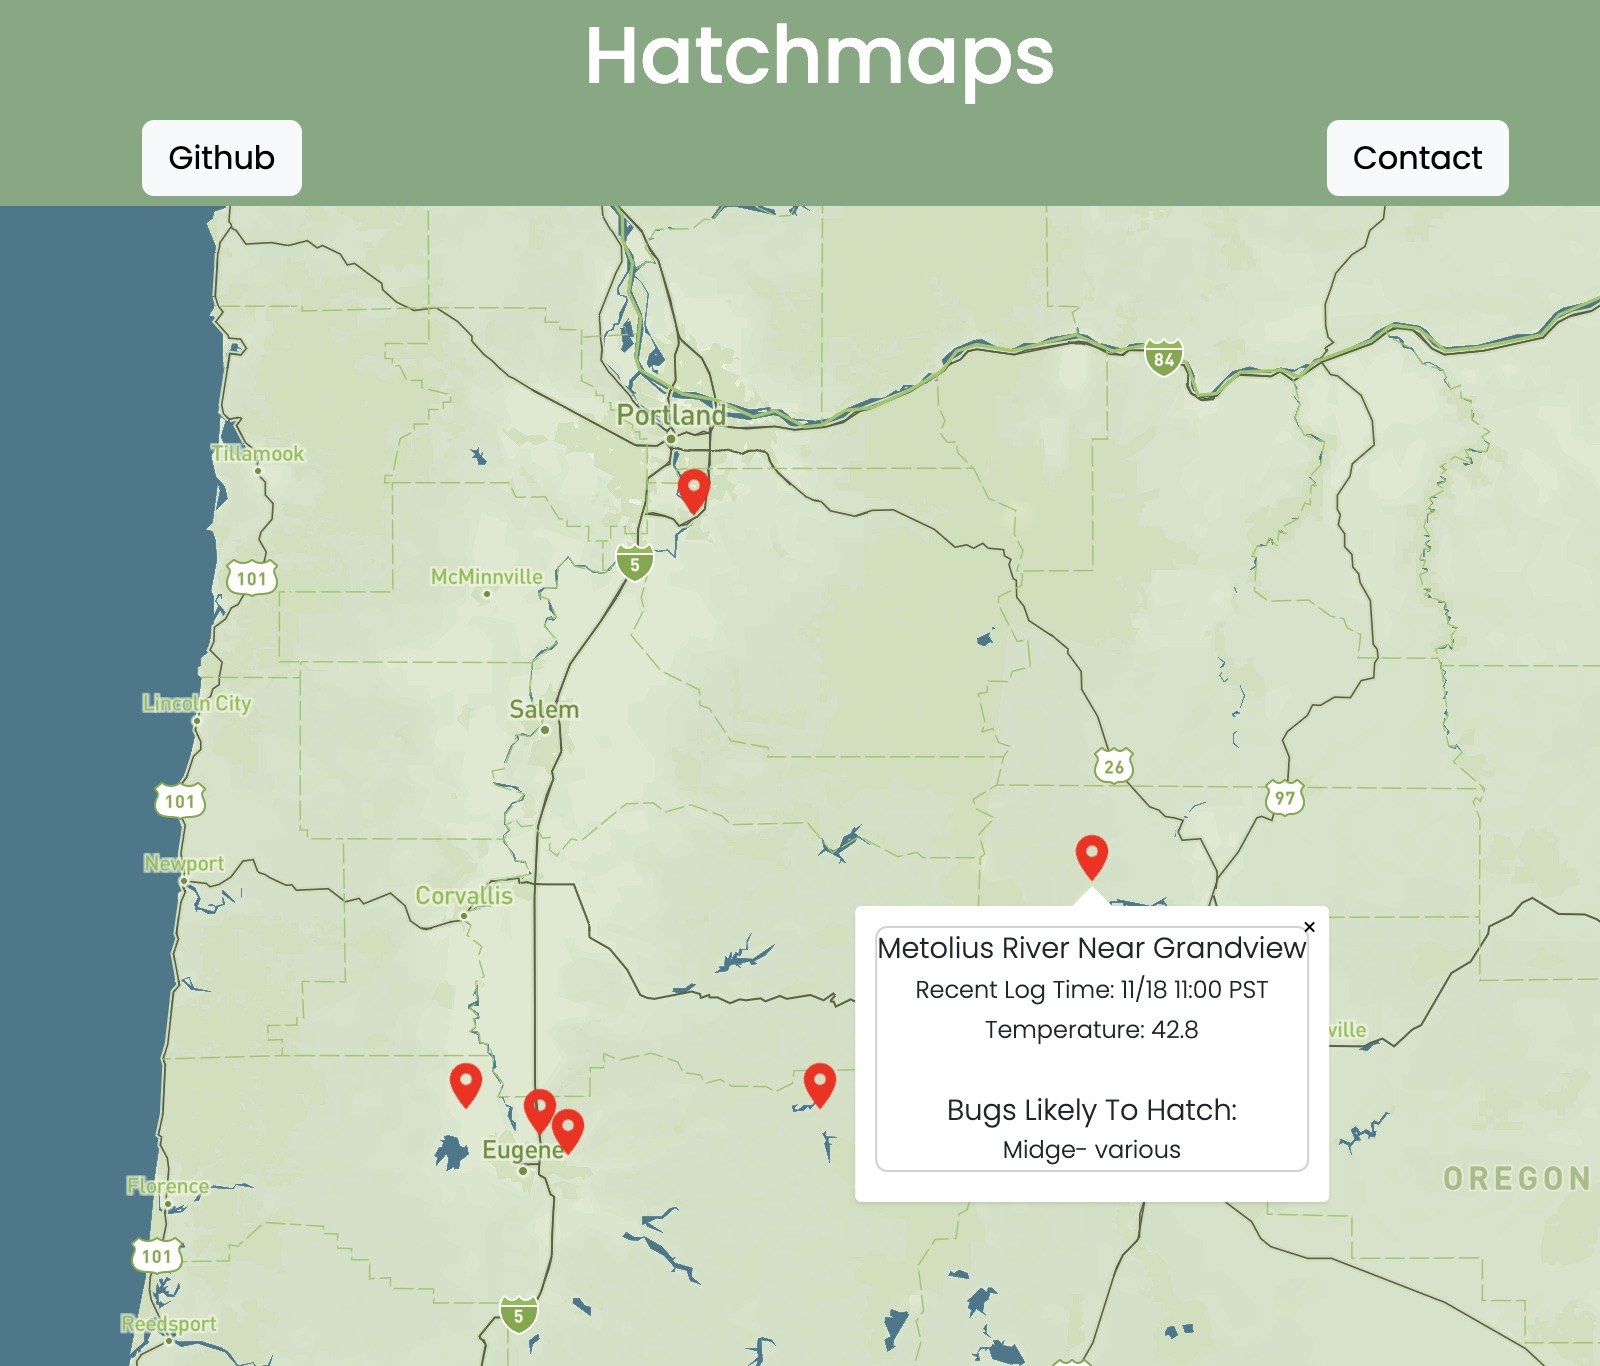 Hatchmaps
Github
Contact
84
Portland
Tillamook
5
101
McMinnville
Lincoln City
Salem
26
97
101
Newport
Corvallis
×
Metolius River Near Grandview
Recent Log Time: 11/18 11:00 PST
Temperature: 42.8
ville
Bugs Likely To Hatch:
Midge- various
Eugene
OREGON
Florence
101
5
Reedsport